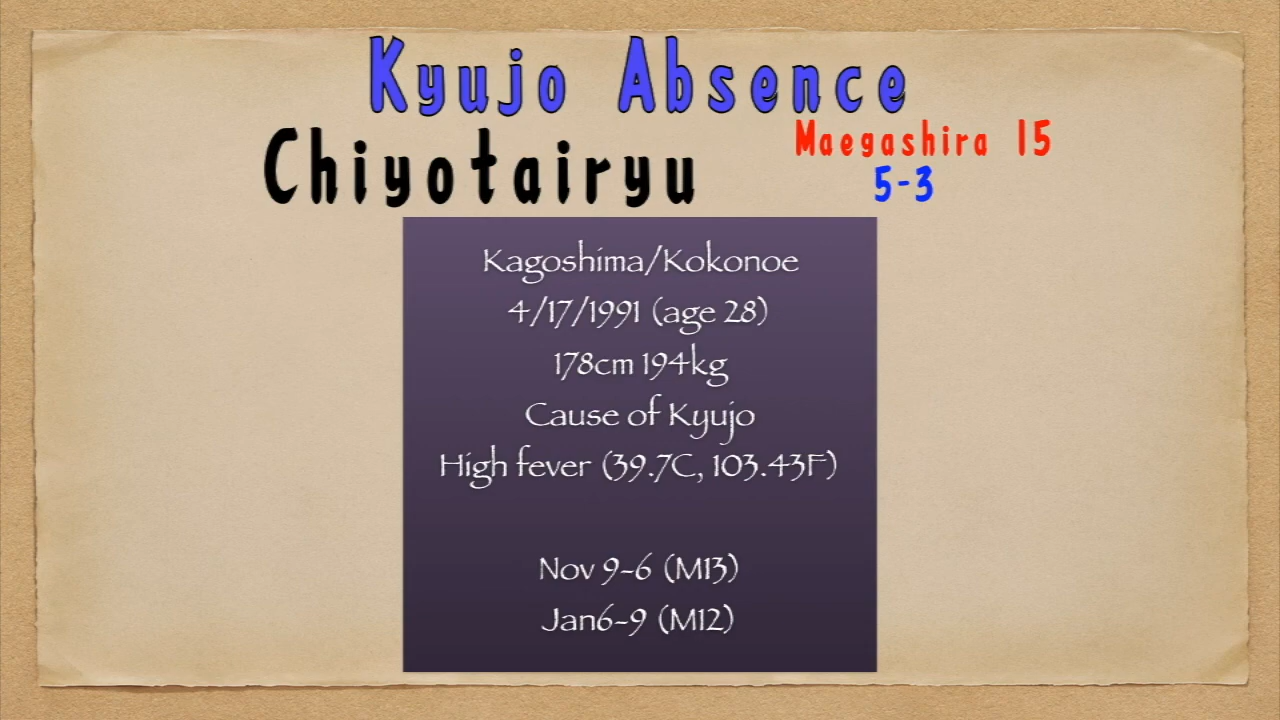 Kyujo Absence
Chiyotairyu
Maegashira 15
5-3
Kagoshima/Kokonoe
4/17/1991 (age 28)
178cm 194kg
Cause of Kyujo
High fever (39.7C, 103.43F)
Nov 9-6 (M13)
Jan6-9 (M12)